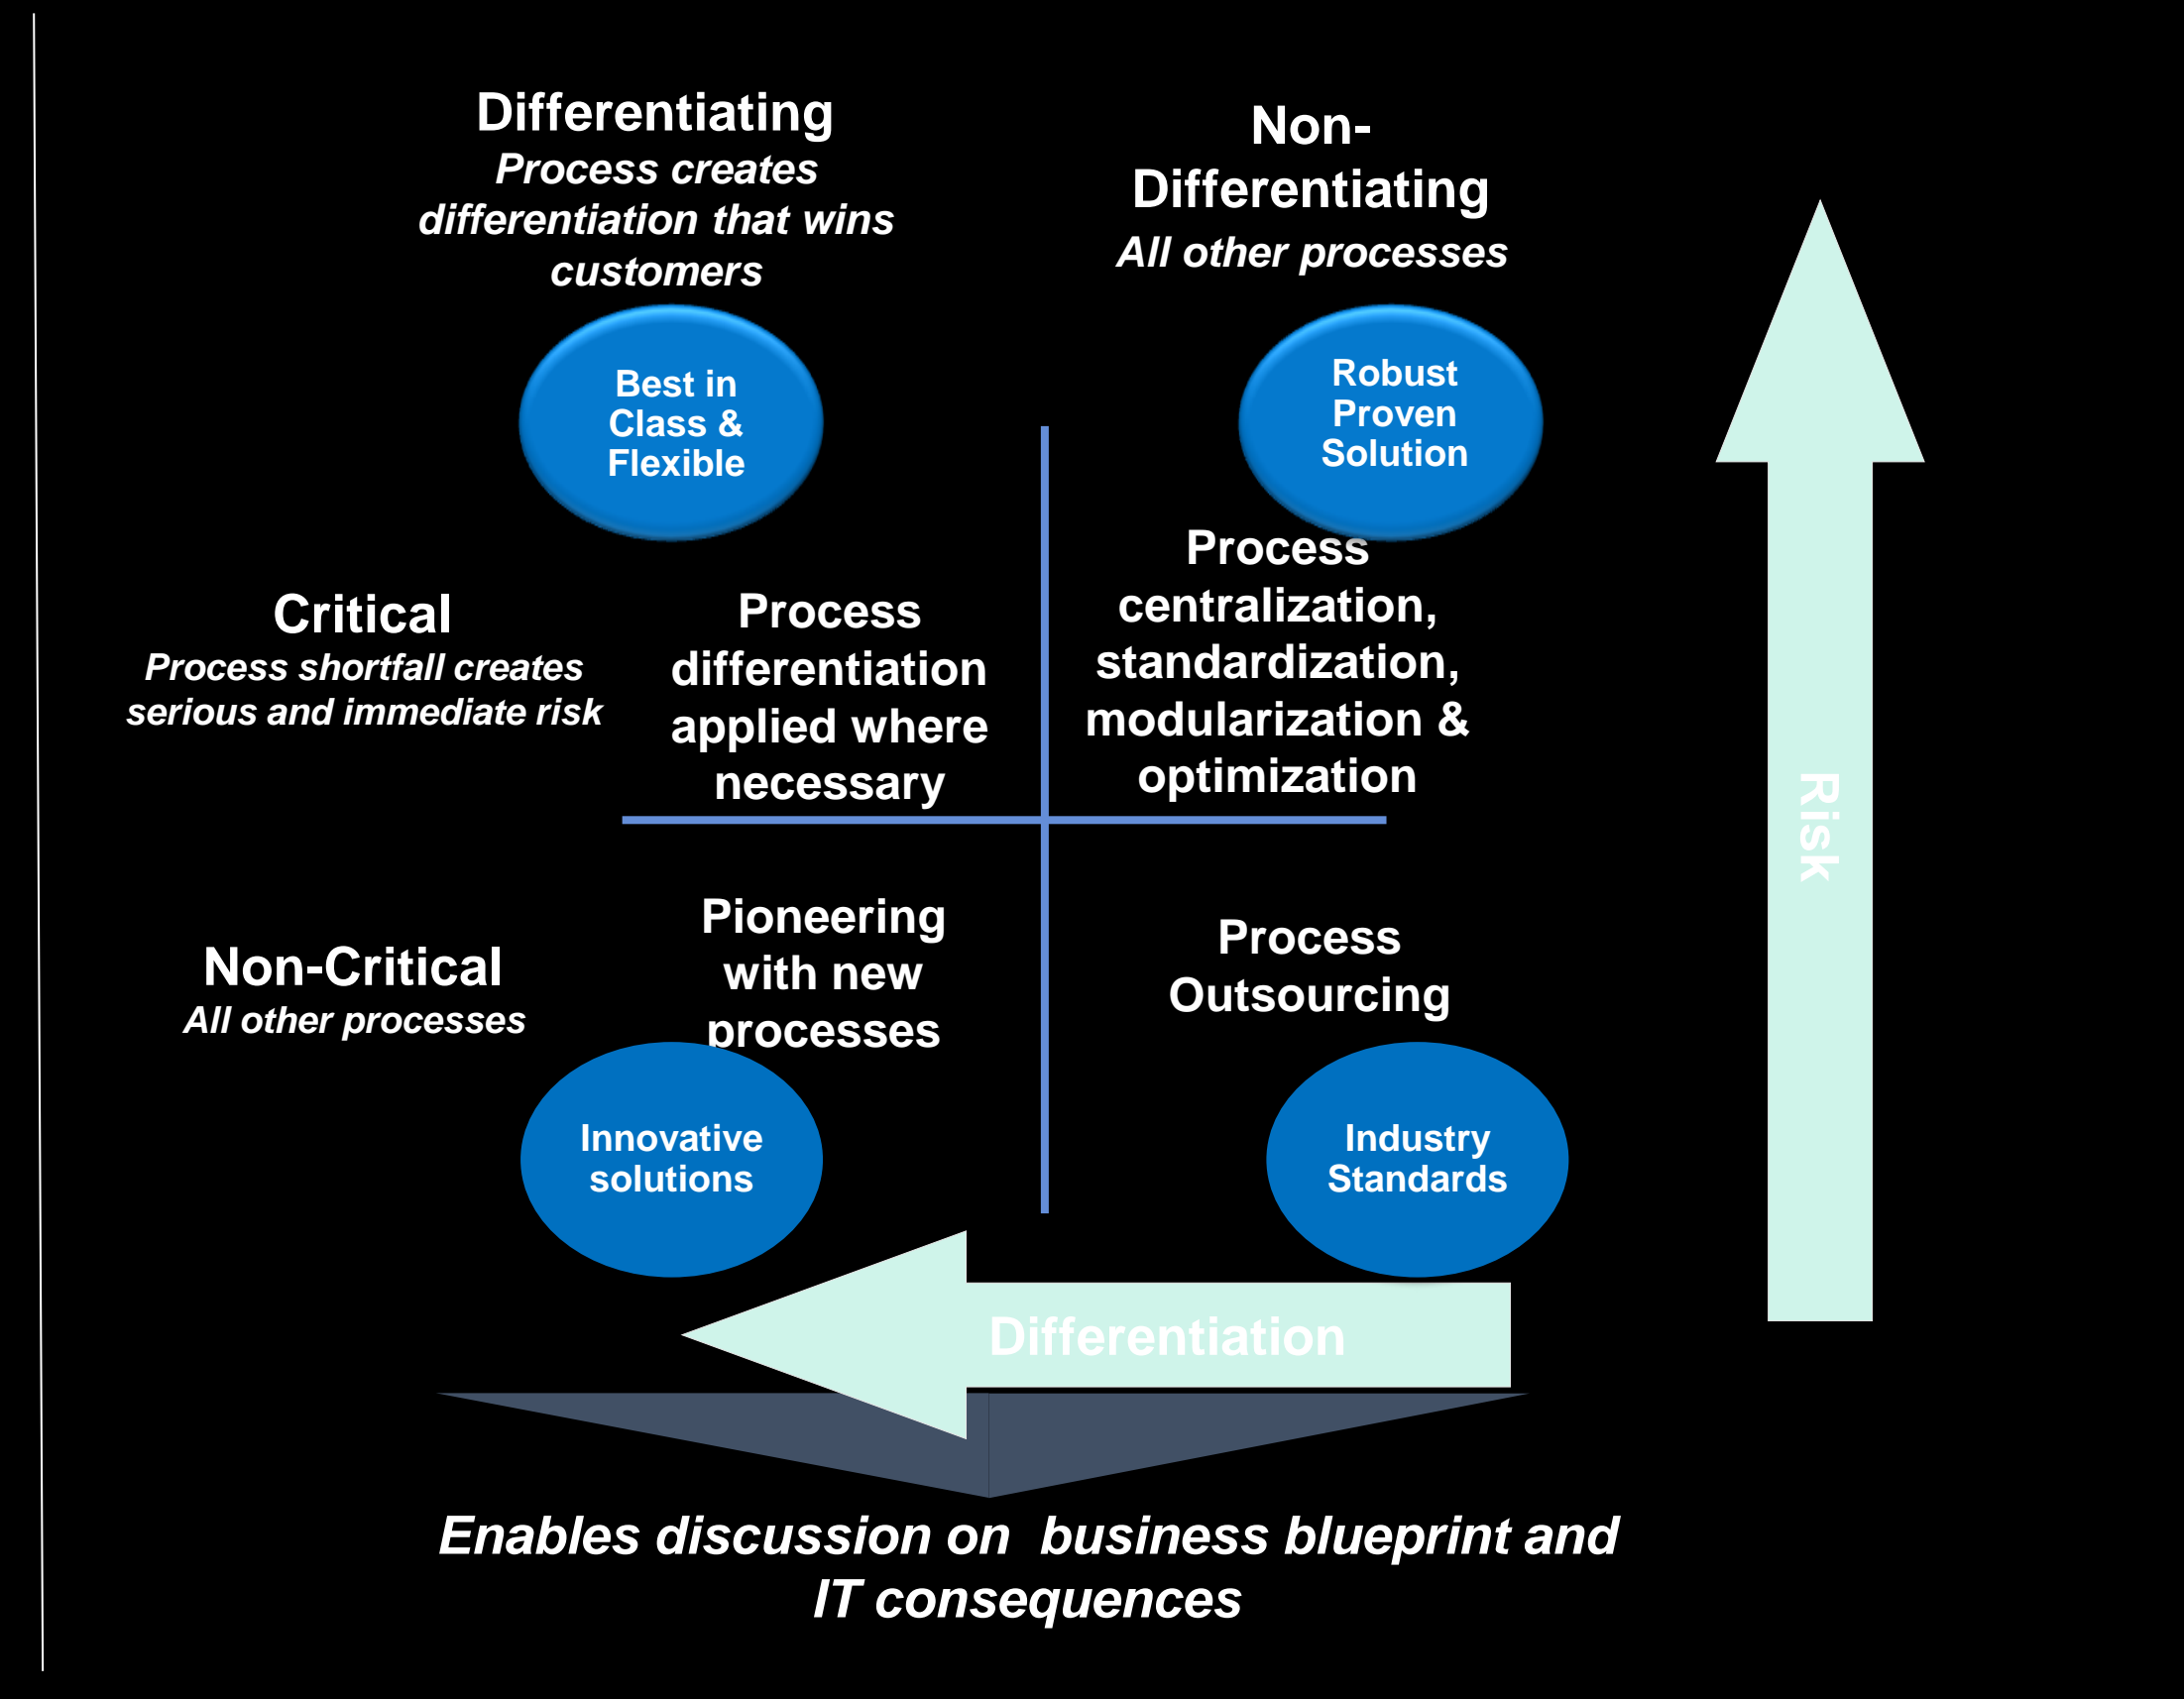 Differentiating
Process creates
differentiation that wins
customers
Non-
Differentiating
All other processes
Best in
Class &
Flexible
Robust
Proven
Solution
Critical
Process shortfall creates
serious and immediate risk
Process
differentiation
applied where
necessary
Process
centralization,
standardization,
modularization &
optimization
Risk
Non-Critical
All other processes
Pioneering
with new
processes
Process
Outsourcing
Innovative
solutions
Industry
Standards
Differentiation
Enables discussion on  business blueprint and
IT consequences